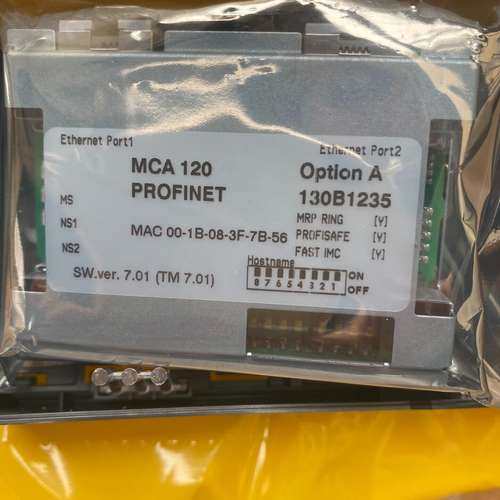 Ethernet Port1
Ethernet Port2
MCA 120
Option A
PROFINET
130B1235
MS
MRP RING [Y]
NS1
MAC 00-1B-08-3F-7B-56
PROFISAFE [Y]
NS2
FAST IMC [Y]
Hostname
SW.ver. 7.01 (TM 7.01)
ON
8 7 6 5 4 3 2 1
OFF